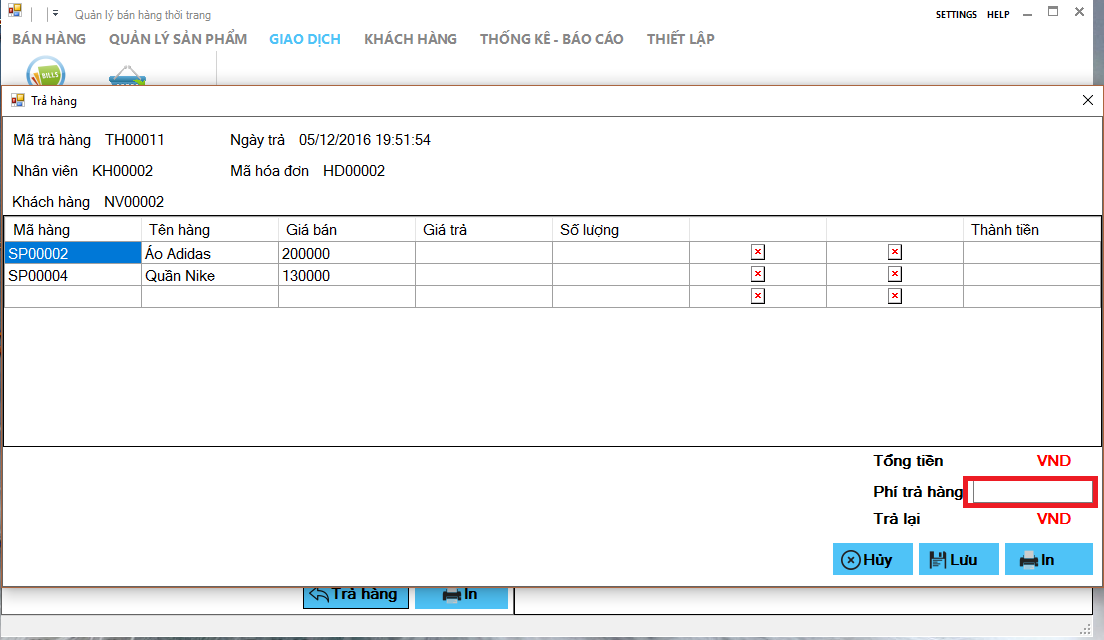 Quản lý bán hàng thời trang
SETTINGS HELP
BÁN HÀNG QUẢN LÝ SẢN PHẨM GIAO DỊCH KHÁCH HÀNG THỐNG KÊ - BÁO CÁO THIẾT LẬP
BILLS
Trả hàng
Mã trả hàng TH00011 Ngày trả 05/12/2016 19:51:54
Nhân viên KH00002 Mã hóa đơn HD00002
Khách hàng NV00002
Mã hàng Tên hàng Giá bán Giá trả Số lượng Thành tiền
SP00002 Áo Adidas 200000
SP00004 Quần Nike 130000
Tổng tiền VND
Phí trả hàng
Trả lại VND
Hủy Lưu In
Trả hàng In